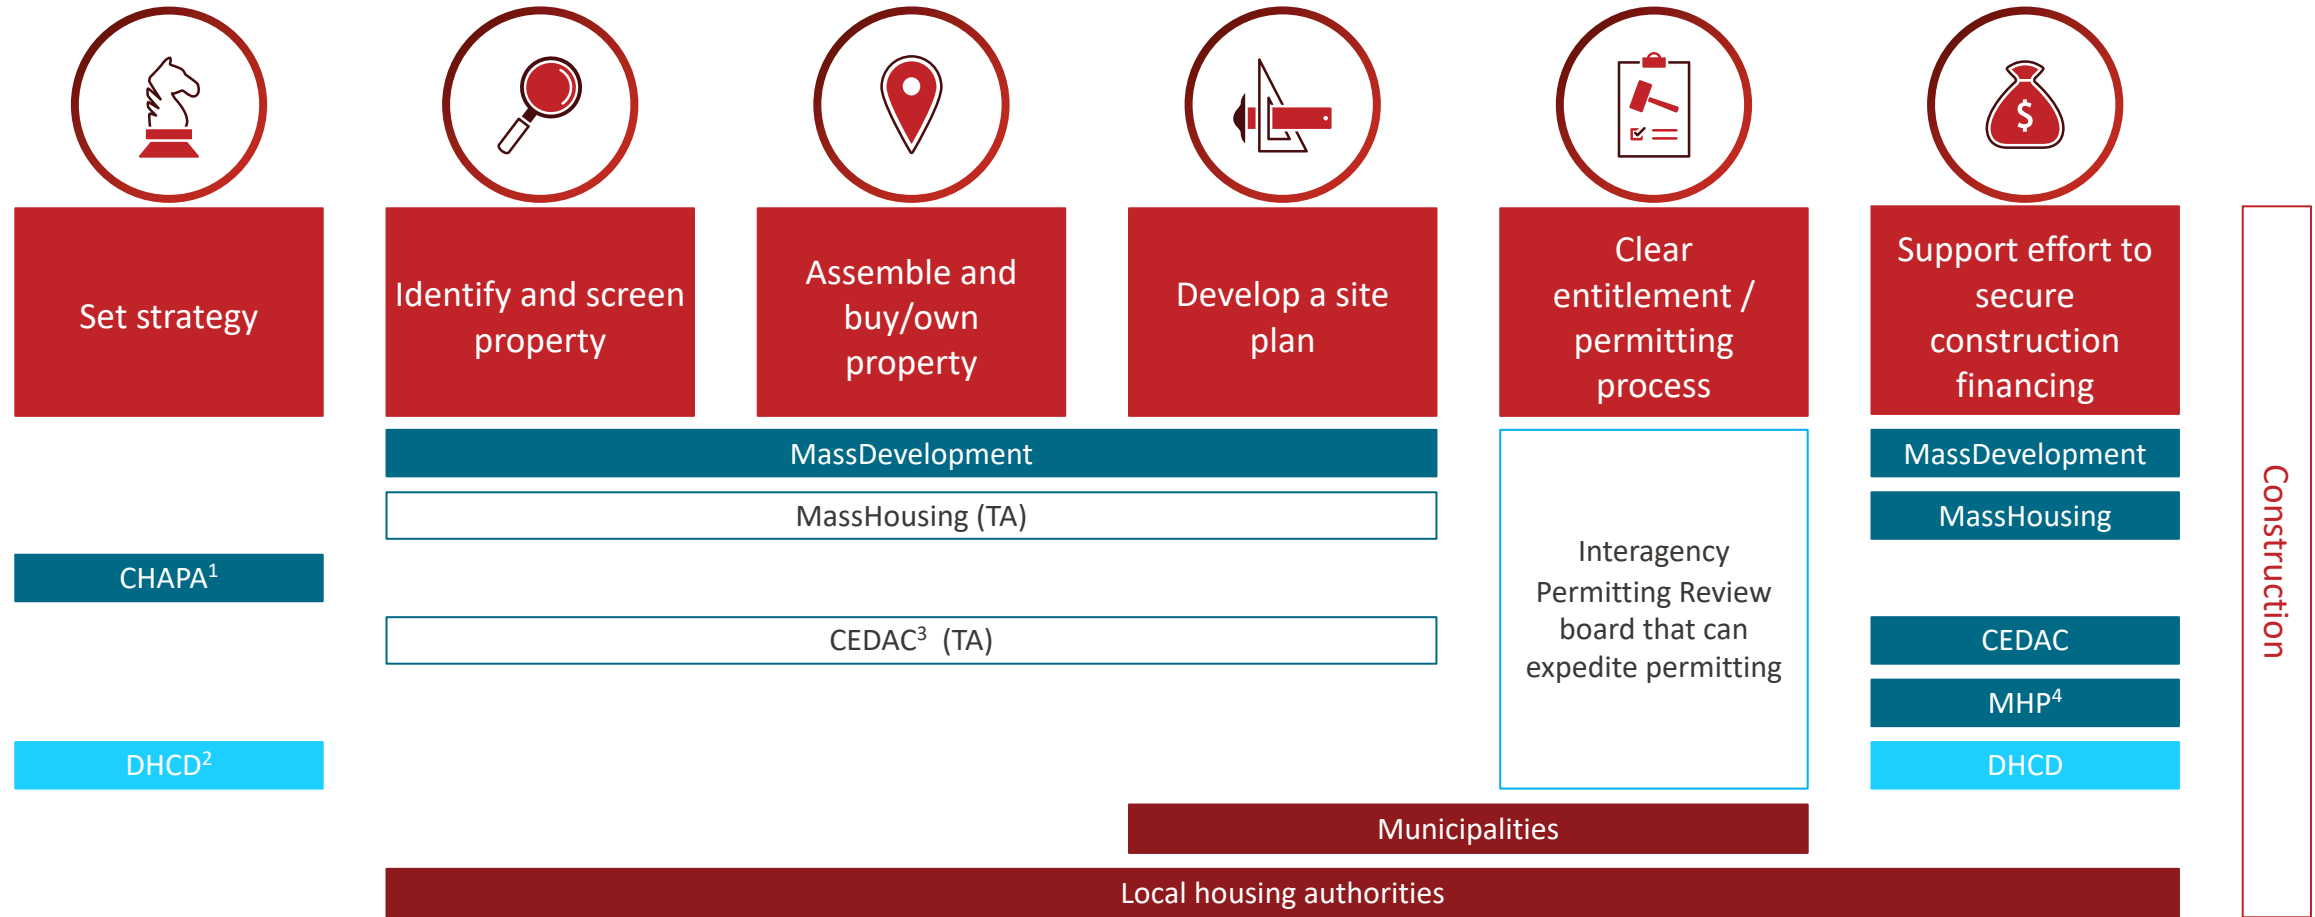 $
Set strategy
Identify and screen
property
Assemble and
buy/own
property
Develop a site
plan
Clear
entitlement /
permitting
process
Support effort to
secure
construction
financing
MassDevelopment
MassDevelopment
MassHousing (TA)
MassHousing
CHAPA¹
Interagency
Permitting Review
board that can
expedite permitting
CEDAC³ (TA)
CEDAC
MHP⁴
DHCD²
DHCD
Municipalities
Local housing authorities
Construction